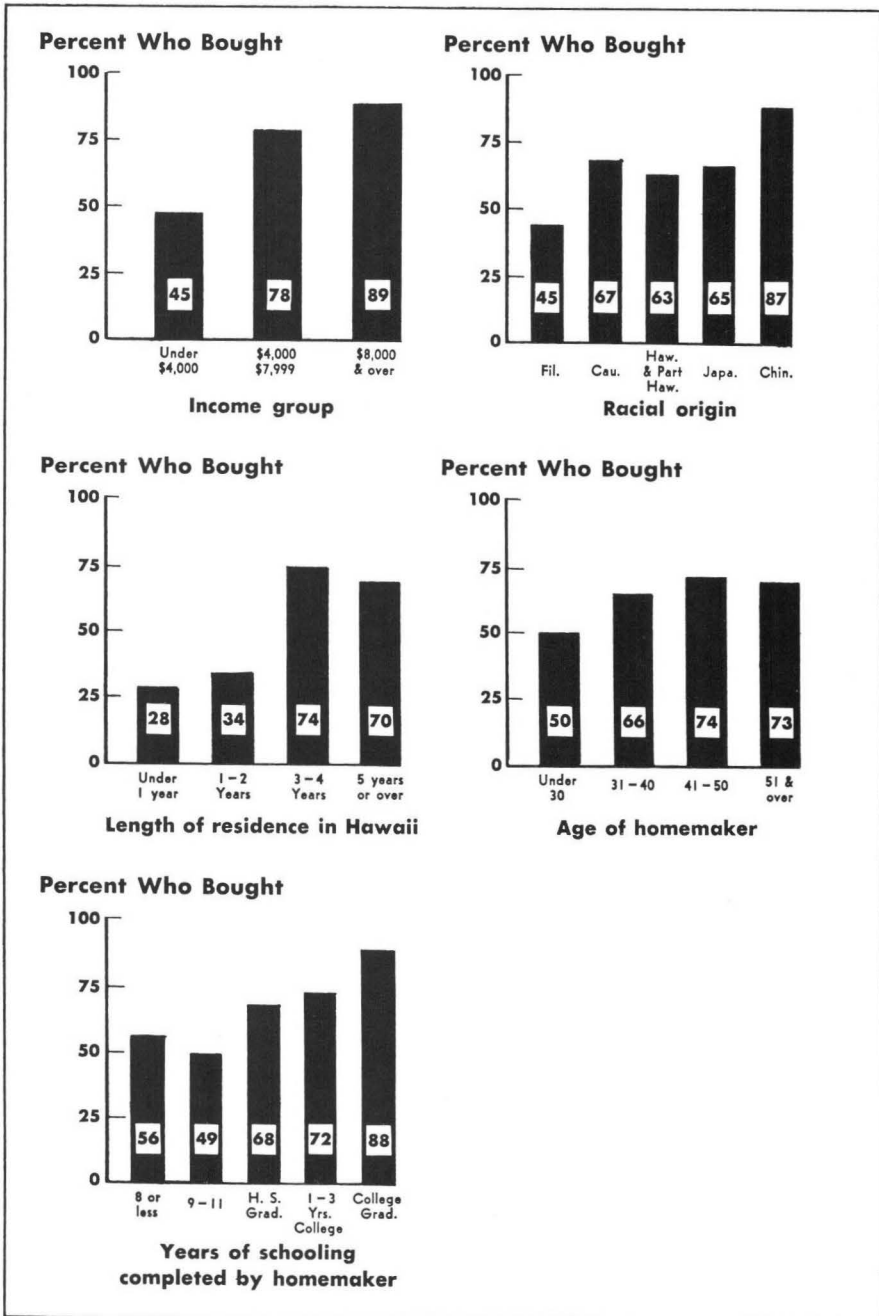 Percent Who Bought
100
75
50
25
0
45 78 89
Under $4,000 $8,000
$4,000 $7,999 & over
Income group
Percent Who Bought
100
75
50
25
0
45 67 63 65 87
Fil. Cau. Haw. & Part Haw. Japa. Chin.
Racial origin
Percent Who Bought
100
75
50
25
0
28 34 74 70
Under 1 – 2 3 – 4 5 years
1 year Years Years or over
Length of residence in Hawaii
Percent Who Bought
100
75
50
25
0
50 66 74 73
Under 30 31 – 40 41 – 50 51 & over
Age of homemaker
Percent Who Bought
100
75
50
25
0
56 49 68 72 88
8 or less 9 – 11 H. S. Grad. 1 – 3 Yrs. College College Grad.
Years of schooling
completed by homemaker